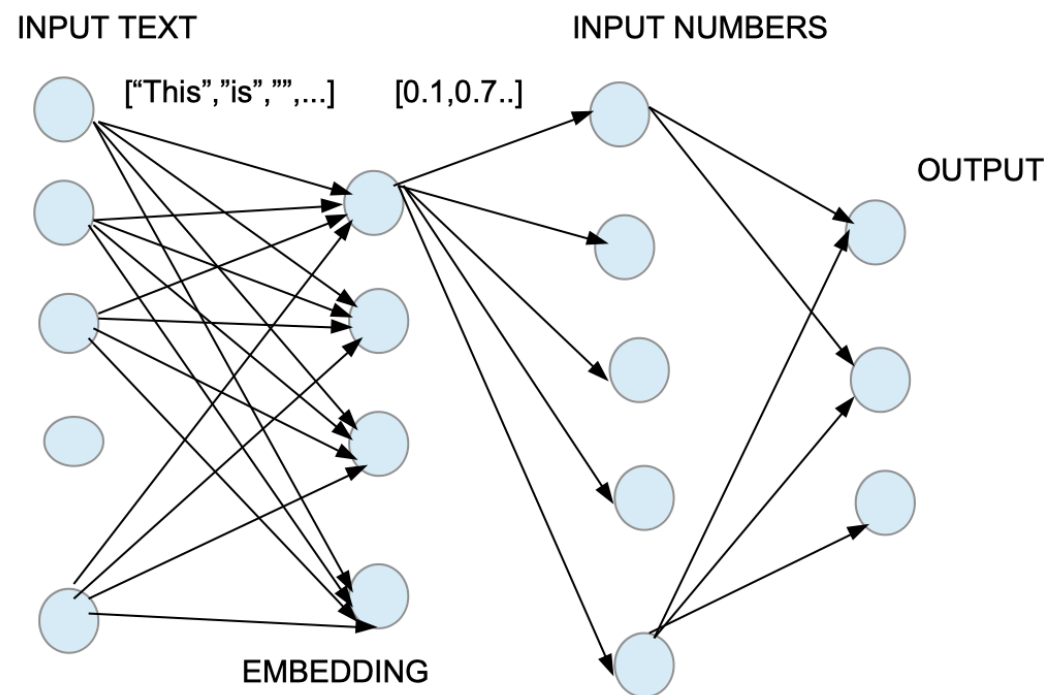 INPUT TEXT
INPUT NUMBERS
[“This”,”is”,””,...]
[0.1,0.7..]
OUTPUT
EMBEDDING